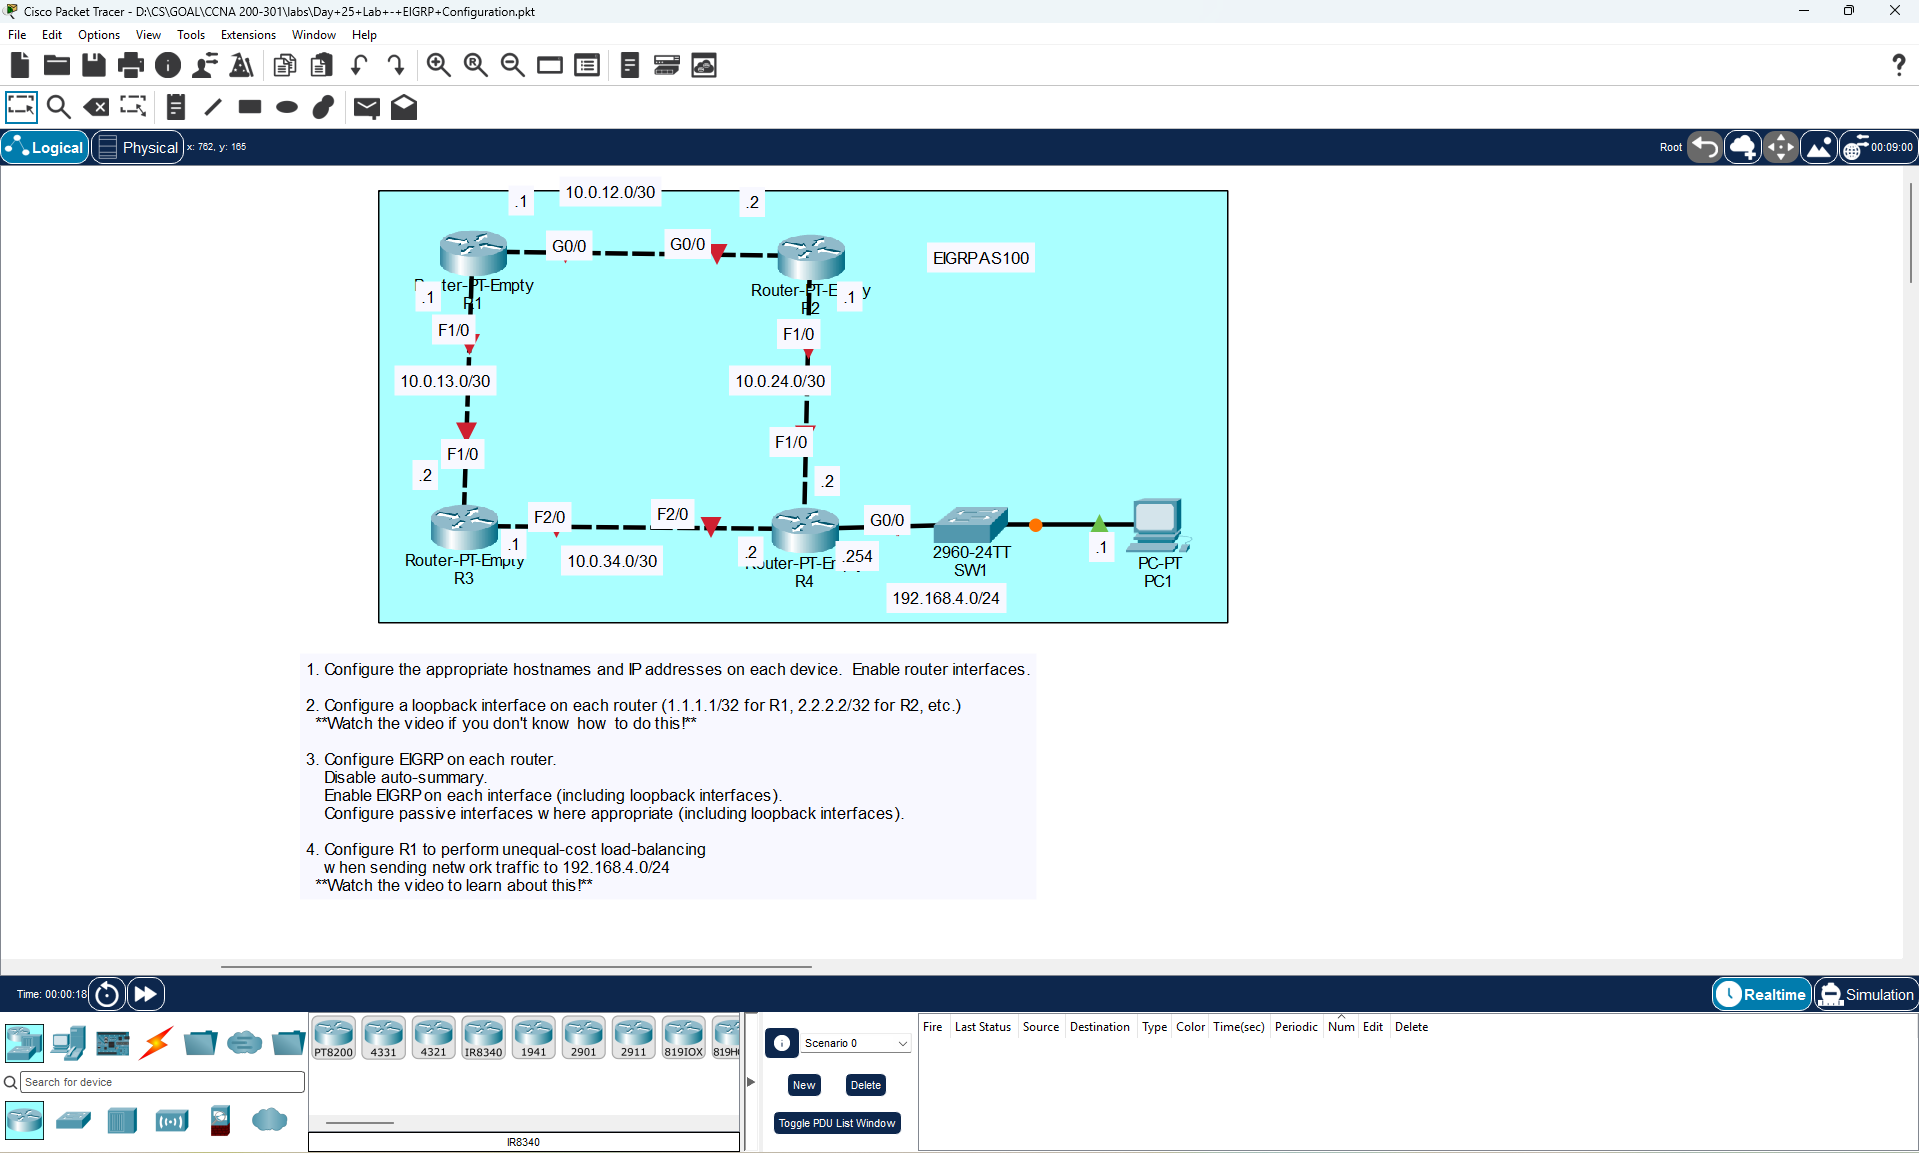 Cisco Packet Tracer - D:\CS\GOAL\CCNA 200-301\labs\Day+25+Lab+-+EIGRP+Configuration.pkt
File Edit Options View Tools Extensions Window Help
Logical Physical x: 762, y: 165 Root 00:09:00
.1 10.0.12.0/30 .2
G0/0 G0/0 EIGRP AS 100
Router-PT-Empty
R1
.1
Router-PT-E y
R2
.1
F1/0 F1/0
10.0.13.0/30 10.0.24.0/30
F1/0 F1/0
.2 .2
F2/0 F2/0 G0/0
.1 10.0.34.0/30 .2 .254 .1
Router-PT-Empty
R3
Router-PT-Em
R4
2960-24TT
SW1
PC-PT
PC1
192.168.4.0/24
1. Configure the appropriate hostnames and IP addresses on each device. Enable router interfaces.
2. Configure a loopback interface on each router (1.1.1.1/32 for R1, 2.2.2.2/32 for R2, etc.)
**Watch the video if you don't know how to do this!**
3. Configure EIGRP on each router.
Disable auto-summary.
Enable EIGRP on each interface (including loopback interfaces).
Configure passive interfaces where appropriate (including loopback interfaces).
4. Configure R1 to perform unequal-cost load-balancing
when sending network traffic to 192.168.4.0/24
**Watch the video to learn about this!**
Time: 00:00:18 Realtime Simulation
PT8200 4331 4321 IR8340 1941 2901 2911 819IOX 819H
Search for device
IR8340
Scenario 0
New Delete
Toggle PDU List Window
Fire Last Status Source Destination Type Color Time(sec) Periodic Num Edit Delete